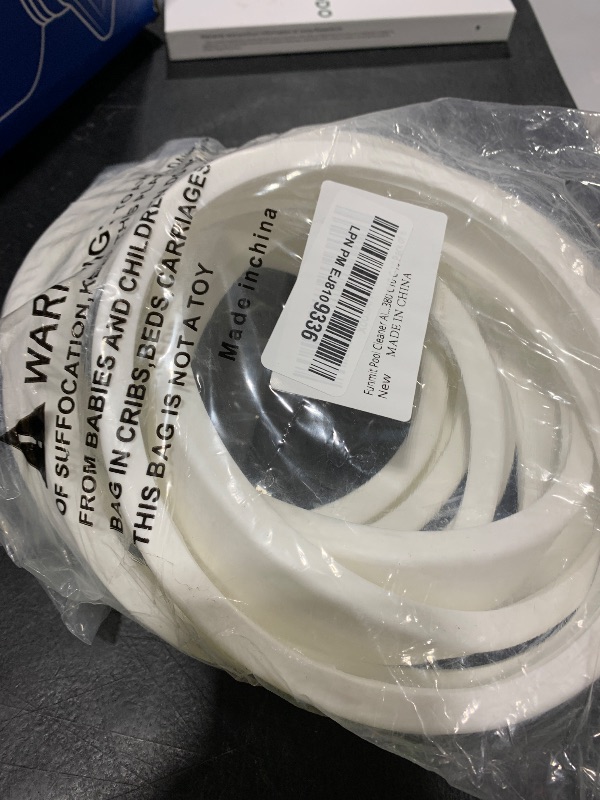 WARI
OF SUFFOCATION,K
FROM BABIES AND CHILDREN
BAG IN CRIBS,BEDS,CARRIAGES
THIS BAG IS NOT A TOY
Made in china
LPN PM EJ8109336
Funmit Pool Cleaner A
MADE IN CHINA
New